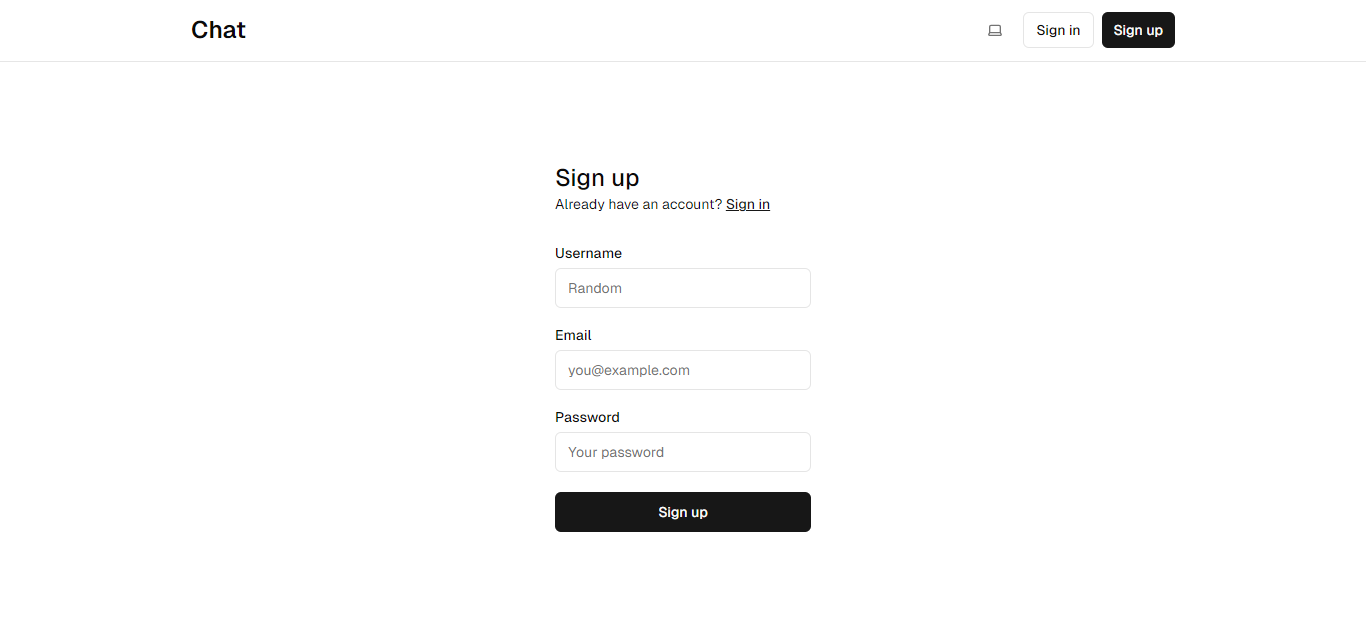 Chat
Sign in
Sign up
Sign up
Already have an account? Sign in
Username
Random
Email
you@example.com
Password
Your password
Sign up